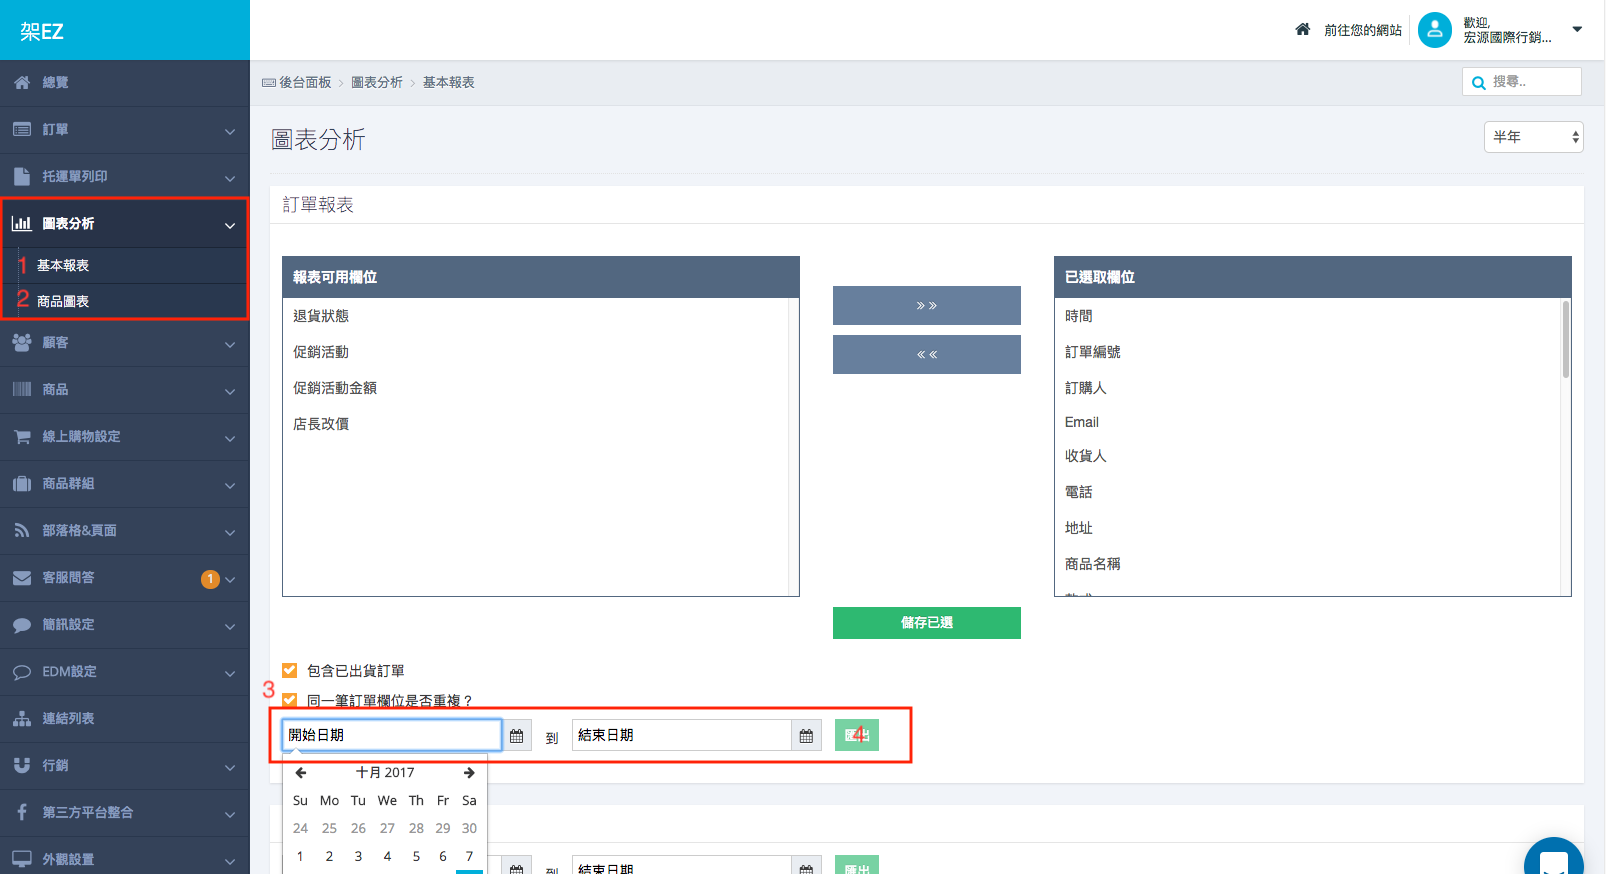 架EZ
前往您的網站
歡迎,
宏源國際行銷...
總覽
訂單
托運單列印
圖表分析
1 基本報表
2 商品圖表
顧客
商品
線上購物設定
商品群組
部落格&頁面
客服問答 1
簡訊設定
EDM設定
連結列表
行銷
第三方平台整合
外觀設置
後台面板 > 圖表分析 > 基本報表
搜尋..
圖表分析
半年
訂單報表
報表可用欄位
退貨狀態
促銷活動
促銷活動金額
店長改價
» »
« «
儲存已選
已選取欄位
時間
訂單編號
訂購人
Email
收貨人
電話
地址
商品名稱
包含已出貨訂單
3
同一筆訂單欄位是否重複？
開始日期 到 結束日期 匯出 4
十月 2017
Su Mo Tu We Th Fr Sa
24 25 26 27 28 29 30
1 2 3 4 5 6 7
到 結束日期 匯出